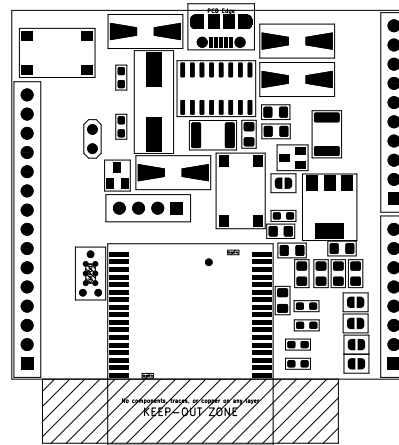 PCB Edge
No components, traces, or copper on any layer
KEEP-OUT ZONE